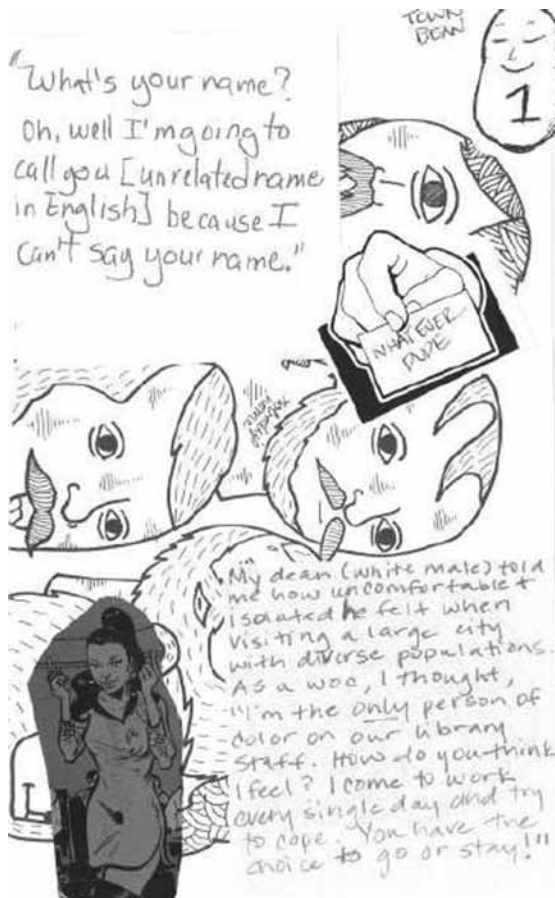 TOWN
BEAN
1
"What's your name?
Oh, well I'm going to
call you [unrelated name
in English] because I
can't say your name."
WHATEVER
DUDE
My dean (white male) told
me how uncomfortable +
isolated he felt when
visiting a large city
with diverse populations.
As a woc, I thought,
"I'm the only person of
color on our library
staff. How do you think
I feel? I come to work
every single day and try
to cope. You have the
choice to go or stay!"